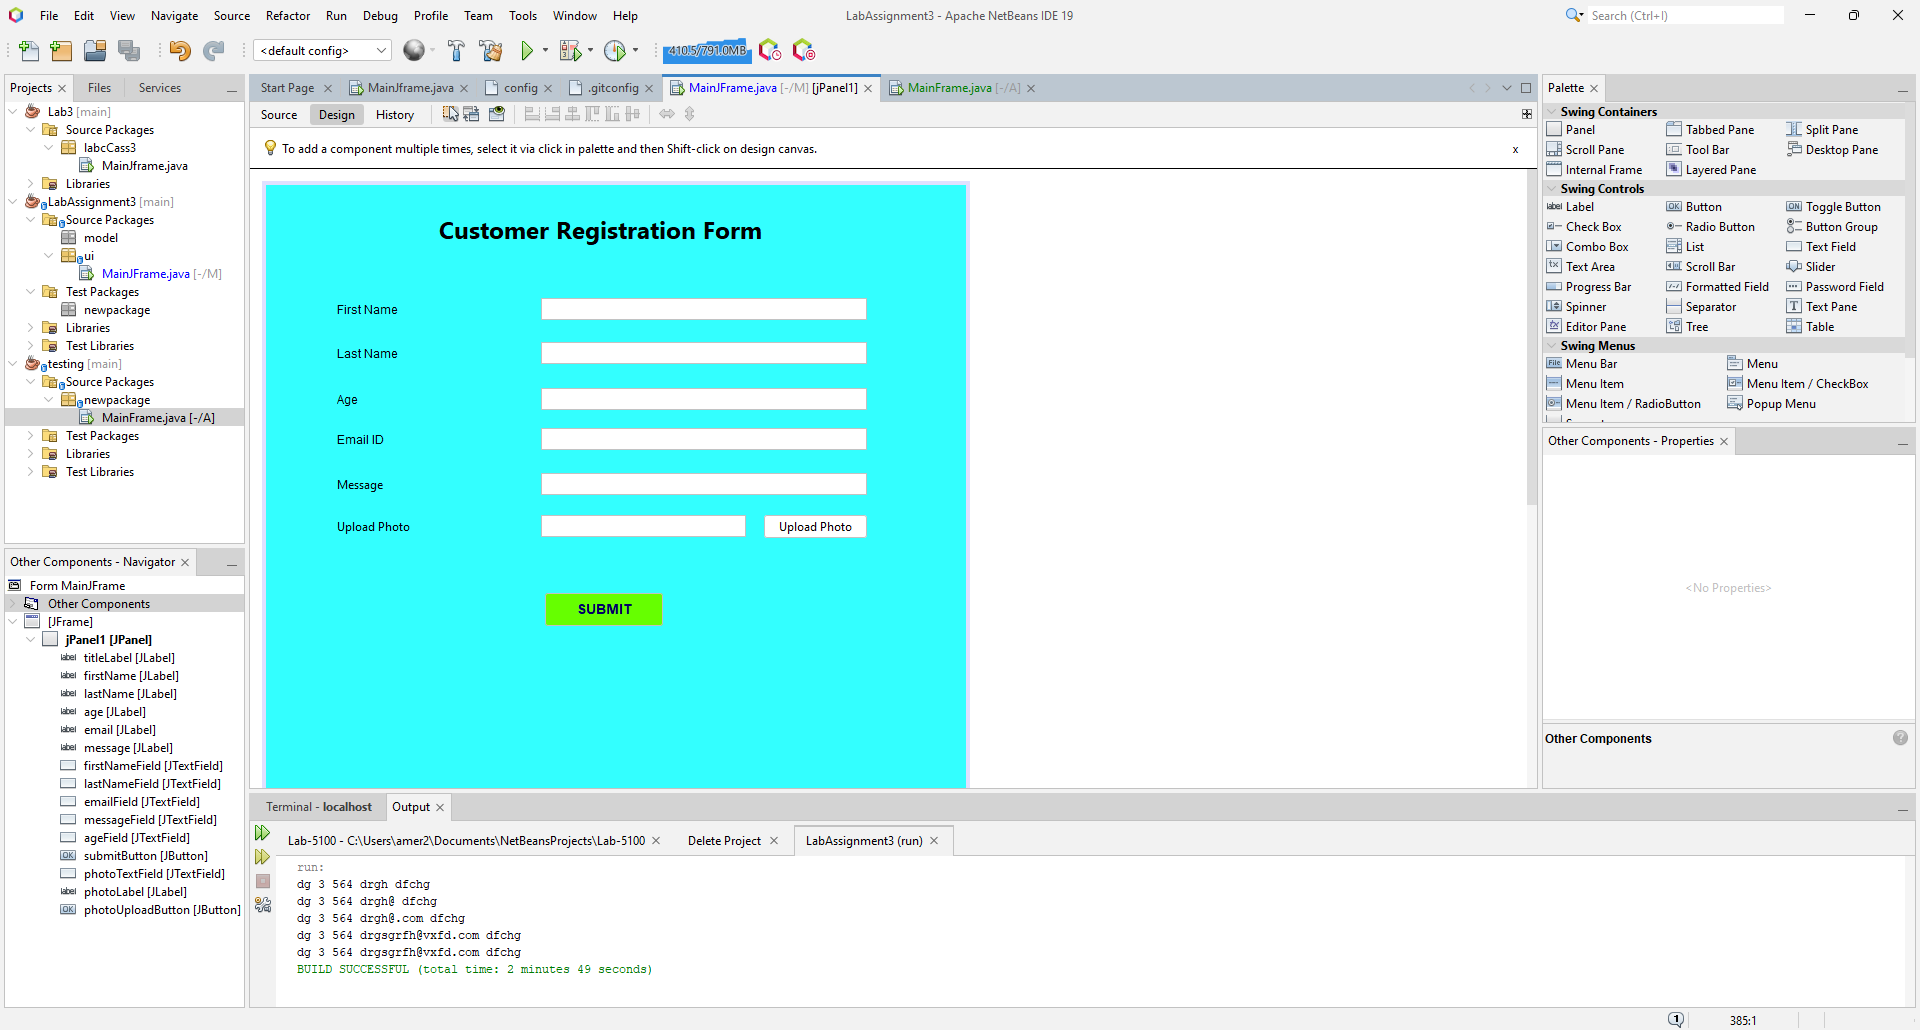 File Edit View Navigate Source Refactor Run Debug Profile Team Tools Window Help
LabAssignment3 - Apache NetBeans IDE 19
Search (Ctrl+I)
<default config>
410.5/791.0MB
Projects Files Services
Lab3 [main]
Source Packages
labcCass3
MainJframe.java
Libraries
LabAssignment3 [main]
Source Packages
model
ui
MainJFrame.java [-/M]
Test Packages
newpackage
Libraries
Test Libraries
testing [main]
Source Packages
newpackage
MainFrame.java [-/A]
Test Packages
Libraries
Test Libraries
Other Components - Navigator
Form MainJFrame
Other Components
[JFrame]
jPanel1 [JPanel]
label titleLabel [JLabel]
label firstName [JLabel]
label lastName [JLabel]
label age [JLabel]
label email [JLabel]
label message [JLabel]
firstNameField [JTextField]
lastNameField [JTextField]
emailField [JTextField]
messageField [JTextField]
ageField [JTextField]
OK submitButton [JButton]
photoTextField [JTextField]
label photoLabel [JLabel]
OK photoUploadButton [JButton]
Start Page MainJframe.java config .gitconfig MainJFrame.java [-/M] [jPanel1] MainFrame.java [-/A]
Source Design History
To add a component multiple times, select it via click in palette and then Shift-click on design canvas. x
Customer Registration Form
First Name
Last Name
Age
Email ID
Message
Upload Photo Upload Photo
SUBMIT
Terminal - localhost Output
Lab-5100 - C:\Users\amer2\Documents\NetBeansProjects\Lab-5100 Delete Project LabAssignment3 (run)
run:
dg 3 564 drgh dfchg
dg 3 564 drgh@ dfchg
dg 3 564 drgh@.com dfchg
dg 3 564 drgsgrfh@vxfd.com dfchg
dg 3 564 drgsgrfh@vxfd.com dfchg
BUILD SUCCESSFUL (total time: 2 minutes 49 seconds)
Palette
Swing Containers
Panel Tabbed Pane Split Pane
Scroll Pane Tool Bar Desktop Pane
Internal Frame Layered Pane
Swing Controls
label Label OK Button ON Toggle Button
Check Box Radio Button Button Group
Combo Box List Text Field
Text Area Scroll Bar Slider
Progress Bar Formatted Field Password Field
Spinner Separator Text Pane
Editor Pane Tree Table
Swing Menus
File Menu Bar Menu
Menu Item Menu Item / CheckBox
Menu Item / RadioButton Popup Menu
Other Components - Properties
<No Properties>
Other Components
?
1 385:1